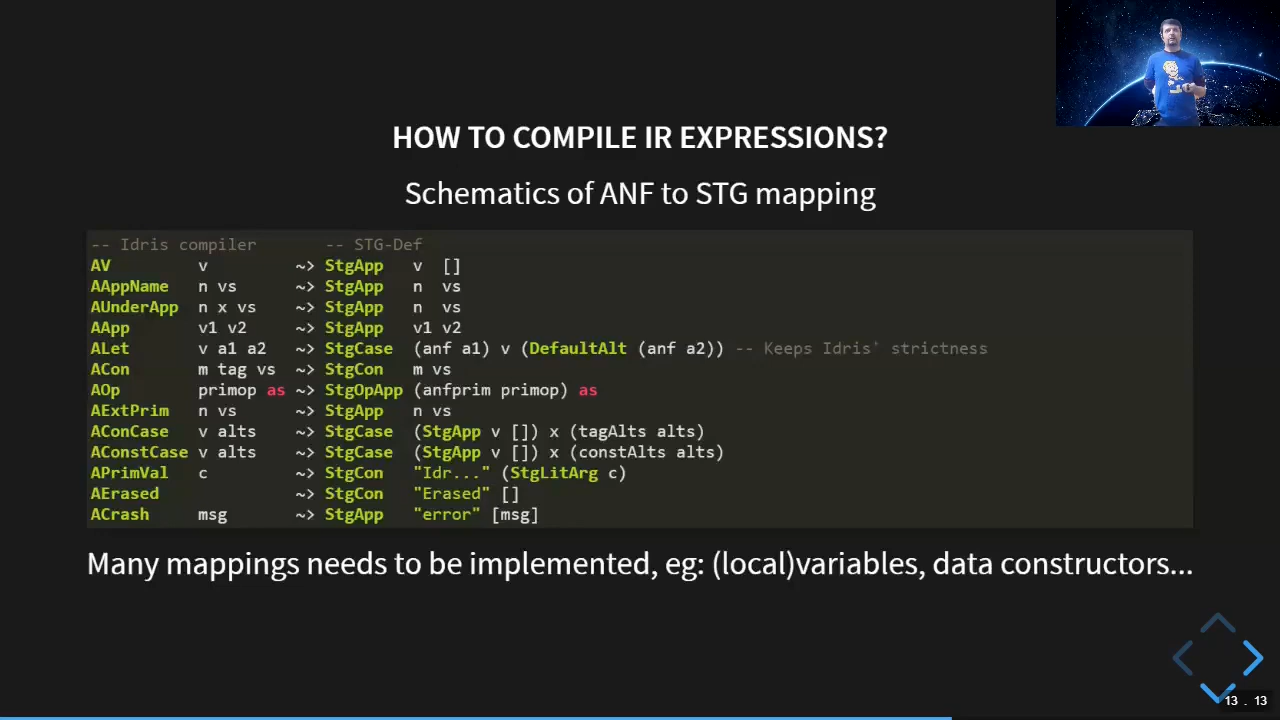 HOW TO COMPILE IR EXPRESSIONS?
Schematics of ANF to STG mapping
-- Idris compiler -- STG-Def
AV v ~> StgApp v []
AAppName n vs ~> StgApp n vs
AUnderApp n x vs ~> StgApp n vs
AApp v1 v2 ~> StgApp v1 v2
ALet v a1 a2 ~> StgCase (anf a1) v (DefaultAlt (anf a2)) -- Keeps Idris' strictness
ACon m tag vs ~> StgCon m vs
AOp primop as ~> StgOpApp (anfprim primop) as
AExtPrim n vs ~> StgApp n vs
AConCase v alts ~> StgCase (StgApp v []) x (tagAlts alts)
AConstCase v alts ~> StgCase (StgApp v []) x (constAlts alts)
APrimVal c ~> StgCon "Idr..." (StgLitArg c)
AErased ~> StgCon "Erased" []
ACrash msg ~> StgApp "error" [msg]
Many mappings needs to be implemented, eg: (local)variables, data constructors...
13 . 13